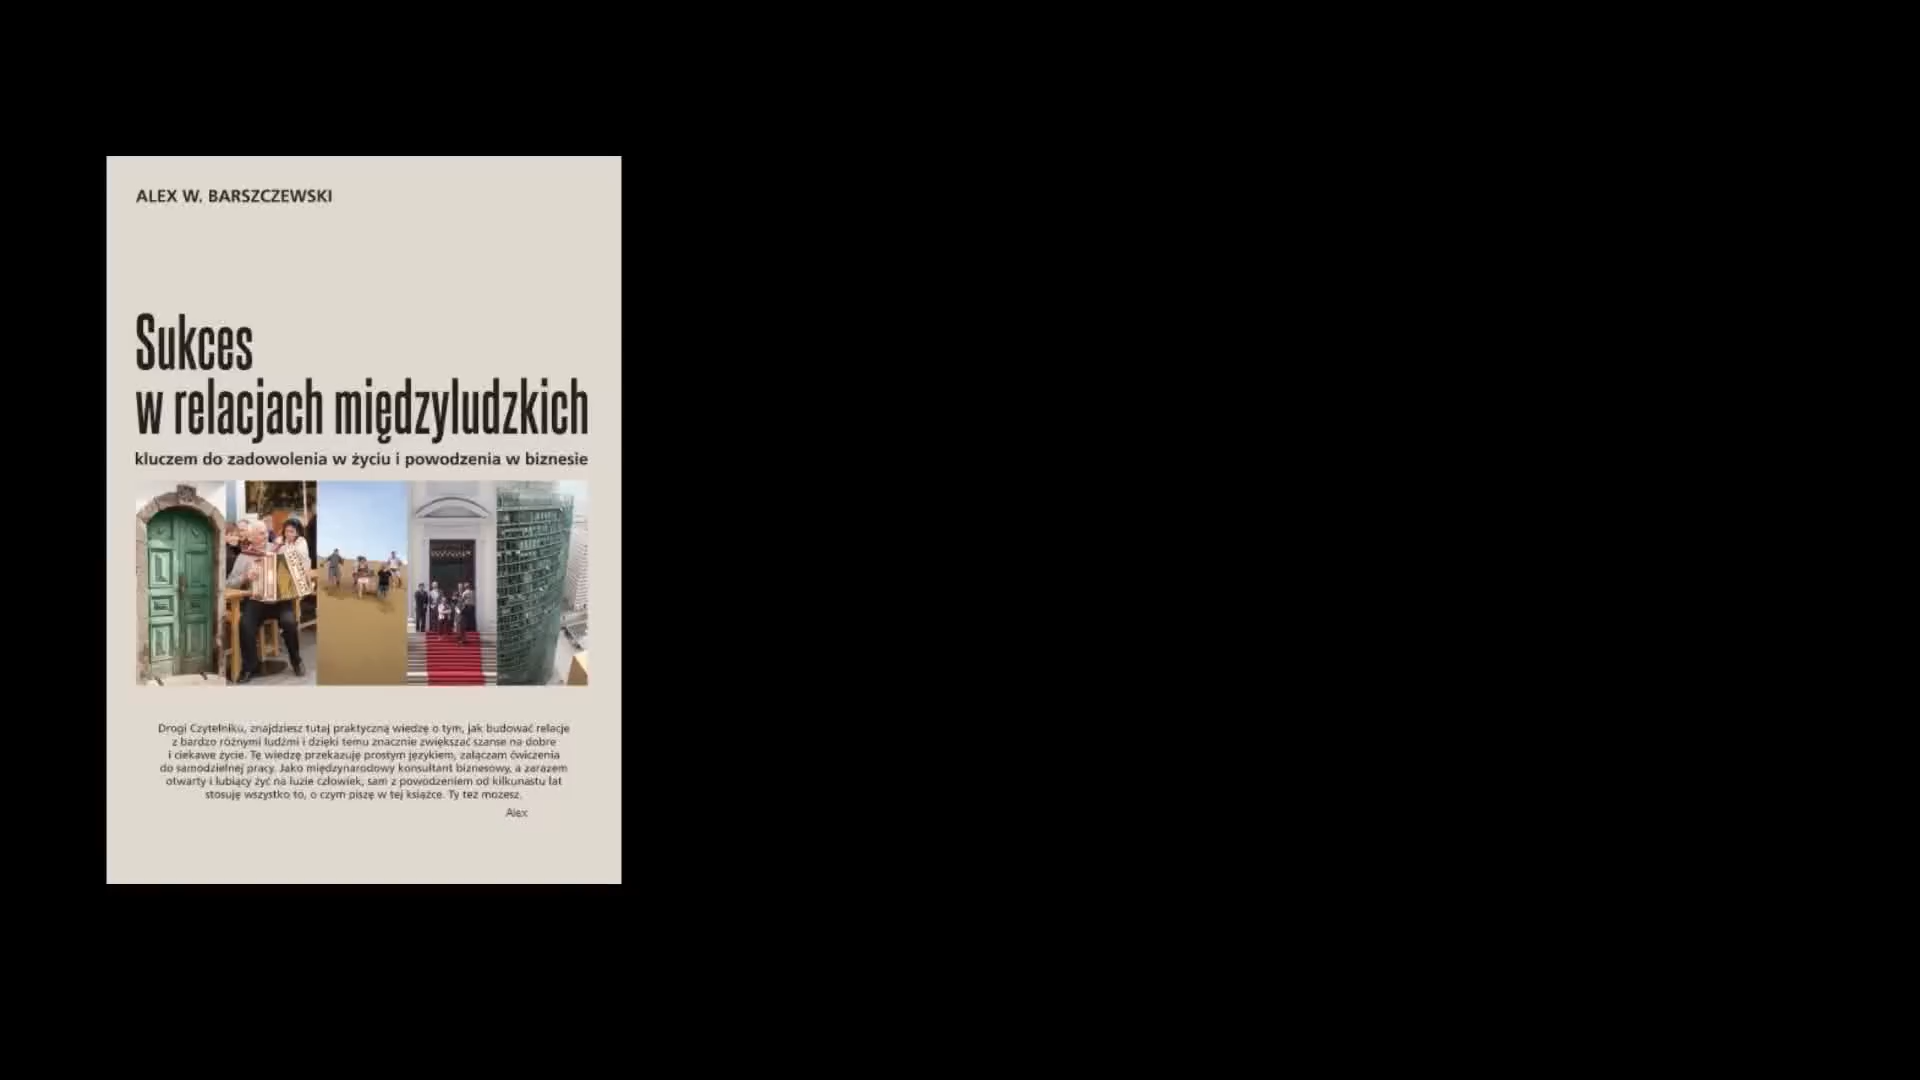 ALEX W. BARSZCZEWSKI
Sukces
w relacjach międzyludzkich
kluczem do zadowolenia w życiu i powodzenia w biznesie
Drogi Czytelniku, znajdziesz tutaj praktyczną wiedzę o tym, jak budować relacje
z bardzo różnymi ludźmi i dzięki temu znacznie zwiększać szanse na dobre
i ciekawe życie. Tę wiedzę przekazuję prostym językiem, załączam ćwiczenia
do samodzielnej pracy. Jako międzynarodowy konsultant biznesowy, a zarazem
otwarty i lubiący żyć na luzie człowiek, sam z powodzeniem od kilkunastu lat
stosuję wszystko to, o czym piszę w tej książce. Ty też możesz.
Alex